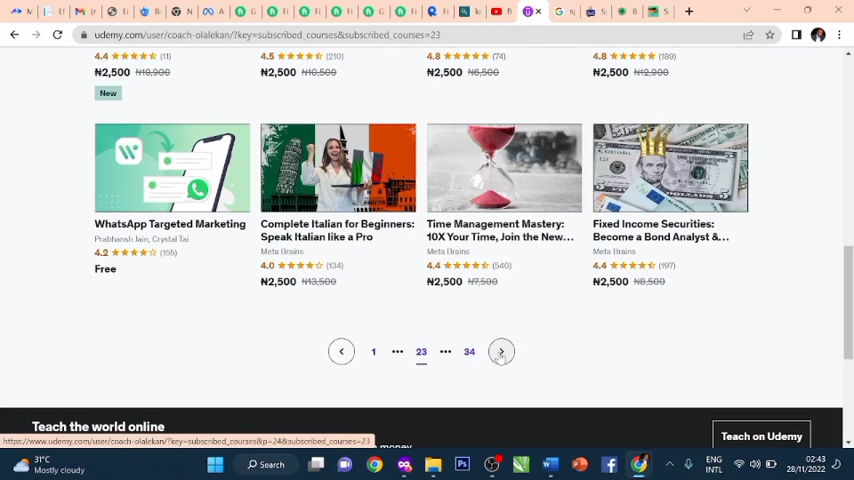 M
(1)
M (
Er
udemy.com/user/coach-olalekan/?key=subscribed_courses&subscribed_courses=23
4.4 (11)
₦2,500 ₦19,900
New
4.5 (210)
₦2,500 ₦10,500
4.8 (74)
₦2,500 ₦6,500
4.8 (189)
₦2,500 ₦12,900
WhatsApp Targeted Marketing
Prabhansh Jain, Crystal Tai
4.2 (155)
Free
Complete Italian for Beginners:
Speak Italian like a Pro
Meta Brains
4.0 (134)
₦2,500 ₦13,500
Time Management Mastery:
10X Your Time, Join the New...
Meta Brains
4.4 (540)
₦2,500 ₦7,500
Fixed Income Securities:
Become a Bond Analyst &...
Meta Brains
4.4 (197)
₦2,500 ₦8,500
1 ••• 23 ••• 34
Teach the world online
money
Teach on Udemy
https://www.udemy.com/user/coach-olalekan/?key=subscribed_courses&p=24&subscribed_courses=23
31°C
Mostly cloudy
Search
ENG
INTL
02:43
28/11/2022